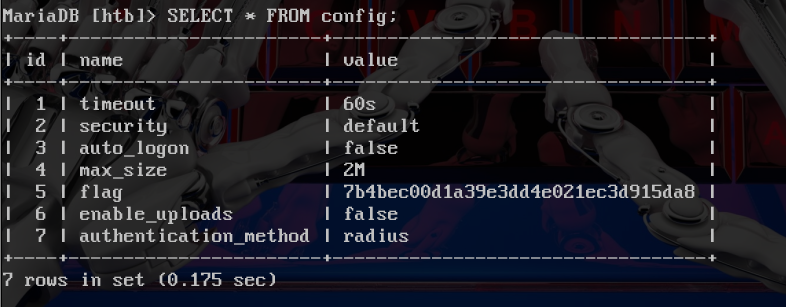 MariaDB [htb]> SELECT * FROM config;
+----+-----------------------+----------------------------------+
| id | name                  | value                            |
+----+-----------------------+----------------------------------+
|  1 | timeout               | 60s                              |
|  2 | security              | default                          |
|  3 | auto_logon            | false                            |
|  4 | max_size              | 2M                               |
|  5 | flag                  | 7b4bec00d1a39e3dd4e021ec3d915da8 |
|  6 | enable_uploads        | false                            |
|  7 | authentication_method | radius                           |
+----+-----------------------+----------------------------------+
7 rows in set (0.175 sec)